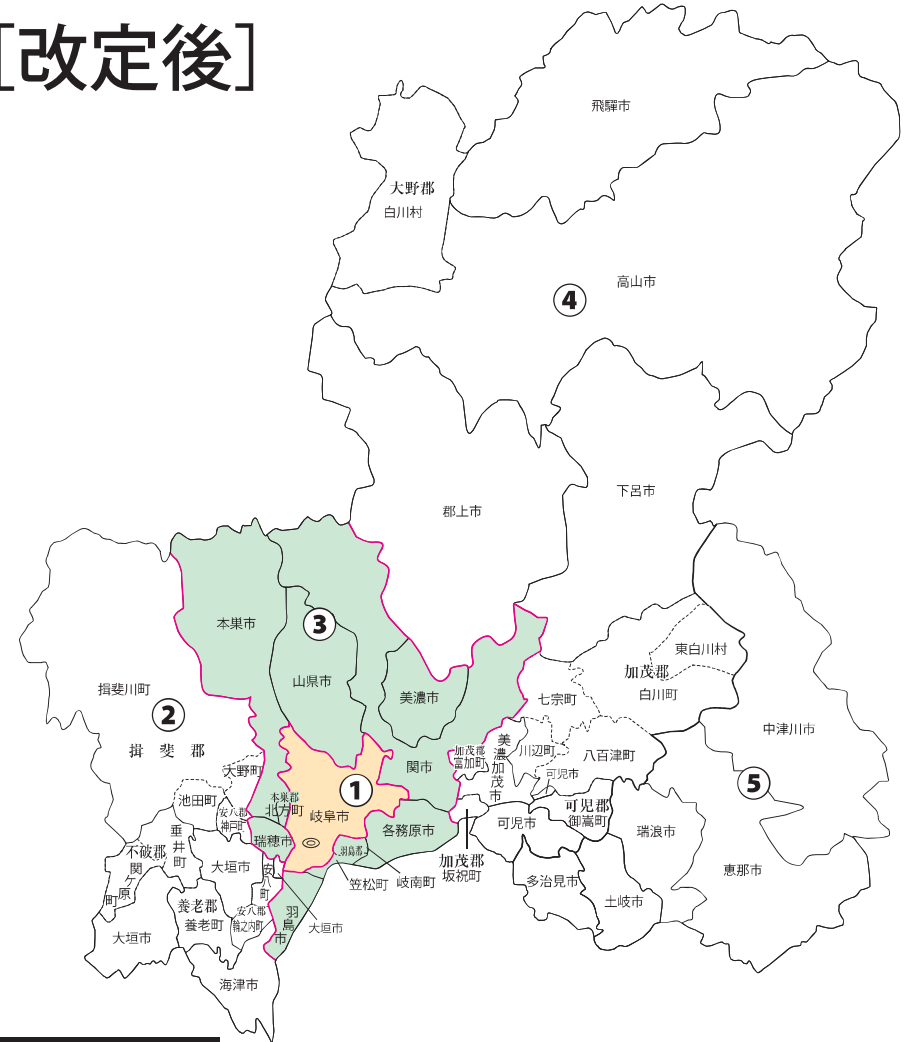 [改定後]
飛驒市
大野郡
白川村
高山市
④
郡上市
下呂市
本巣市
③
山県市
美濃市
揖斐川町
②
揖斐郡
大野町
池田町
安八郡
神戸町
本巣郡
北方町
①
岐阜市
関市
瑞穂市
羽島郡
各務原市
笠松町
岐南町
羽島市
垂井町
不破郡
関ケ原町
大垣市
安八町
大垣市
養老郡
養老町
安八郡
輪之内町
大垣市
海津市
東白川村
加茂郡
白川町
七宗町
美濃加茂市
加茂郡
富加町
川辺町
八百津町
可児市
可児郡
御嵩町
可児市
加茂郡
坂祝町
多治見市
土岐市
瑞浪市
⑤
中津川市
恵那市